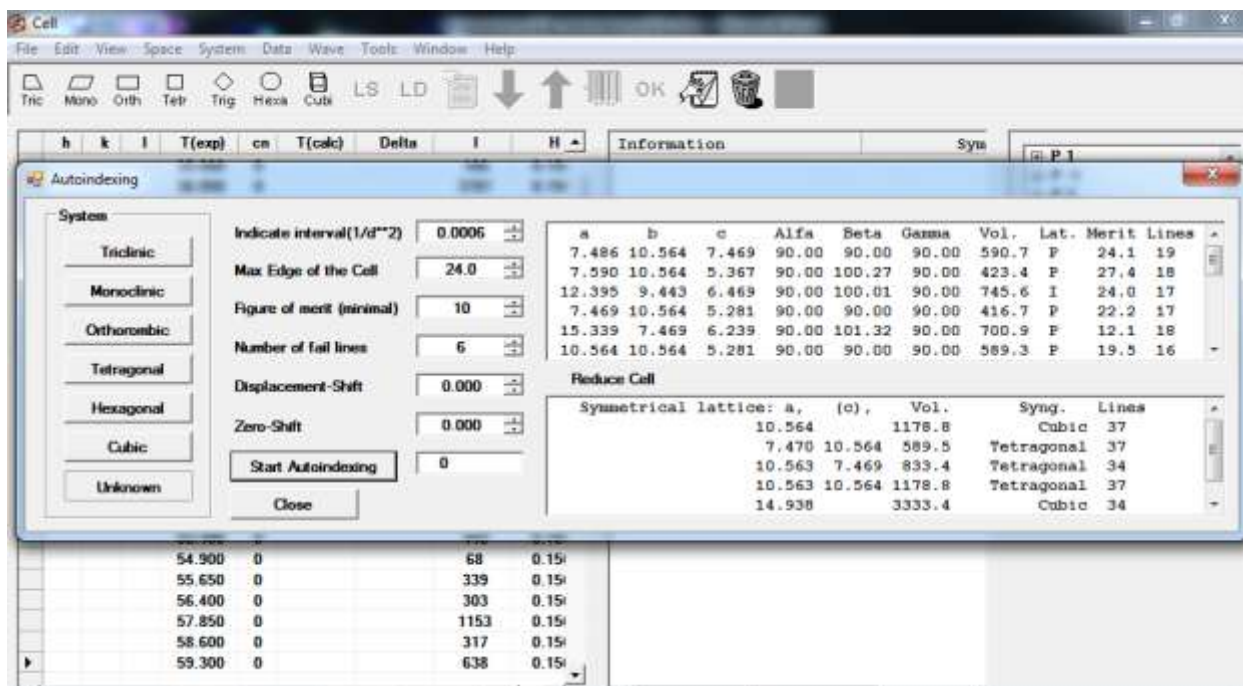 Cell
File Edit View Space System Data Wave Tools Window Help
LS LD OK
Tric Mono Orth Tetr Trig Hexa Cubi
h k l T(exp) cn T(calc) Delta I H Information Sym
P 1
Autoindexing
System
Triclinic
Monoclinic
Orthorombic
Tetragonal
Hexagonal
Cubic
Unknown
Indicate interval(1/d**2) 0.0006
Max Edge of the Cell 24.0
Figure of merit (minimal) 10
Number of fail lines 6
Displacement-Shift 0.000
Zero-Shift 0.000
Start Autoindexing 0
Close
a b c Alfa Beta Gamma Vol. Lat. Merit Lines
7.486 10.564 7.469 90.00 90.00 90.00 590.7 P 24.1 19
7.590 10.564 5.367 90.00 100.27 90.00 423.4 P 27.4 18
12.395 9.443 6.469 90.00 100.01 90.00 745.6 I 24.0 17
7.469 10.564 5.281 90.00 90.00 90.00 416.7 P 22.2 17
15.339 7.469 6.239 90.00 101.32 90.00 700.9 P 12.1 18
10.564 10.564 5.281 90.00 90.00 90.00 589.3 P 19.5 16
Reduce Cell
Symmetrical lattice: a, (c), Vol. Syng. Lines
10.564 1178.8 Cubic 37
7.470 10.564 589.5 Tetragonal 37
10.563 7.469 833.4 Tetragonal 34
10.563 10.564 1178.8 Tetragonal 37
14.938 3333.4 Cubic 34
54.900 0 68 0.15
55.650 0 339 0.15
56.400 0 303 0.15
57.850 0 1153 0.15
58.600 0 317 0.15
59.300 0 638 0.15